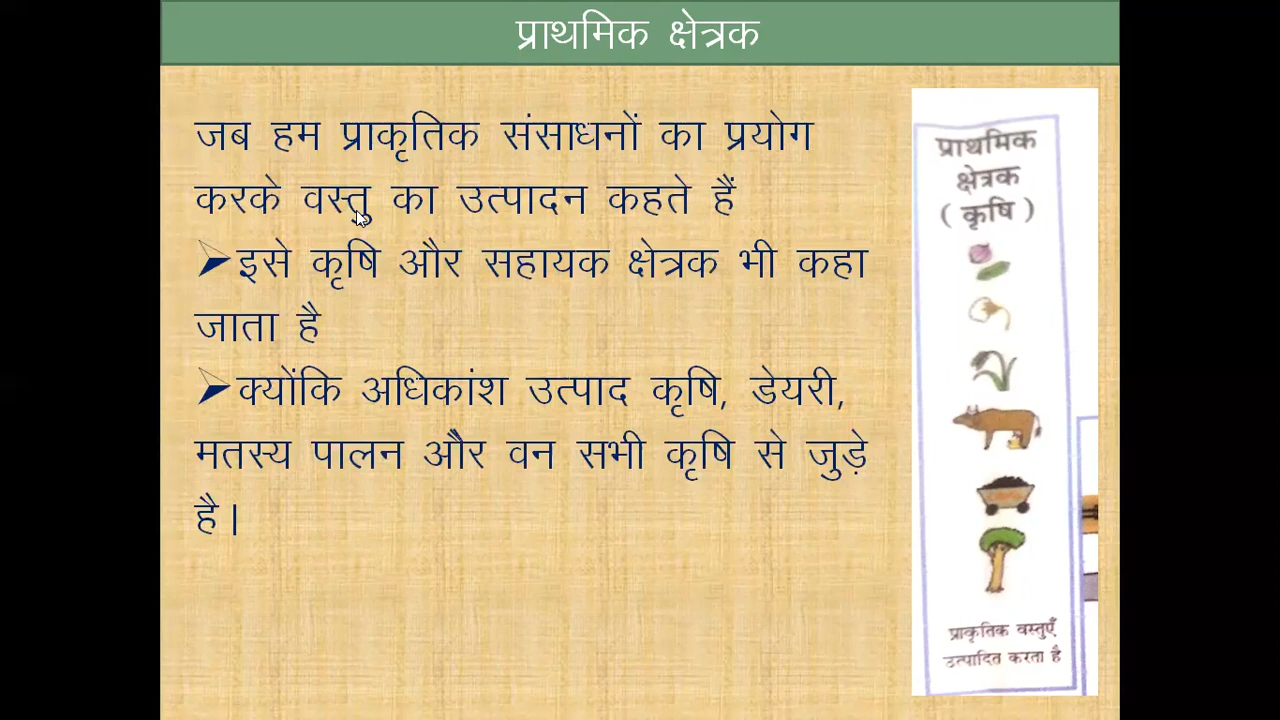 प्राथमिक क्षेत्रक
जब हम प्राकृतिक संसाधनों का प्रयोग
करके वस्तु का उत्पादन कहते हैं
➢इसे कृषि और सहायक क्षेत्रक भी कहा
जाता है
➢क्योंकि अधिकांश उत्पाद कृषि, डेयरी,
मतस्य पालन और वन सभी कृषि से जुड़े
है।
प्राथमिक
क्षेत्रक
( कृषि )
प्राकृतिक वस्तुएँ
उत्पादित करता है